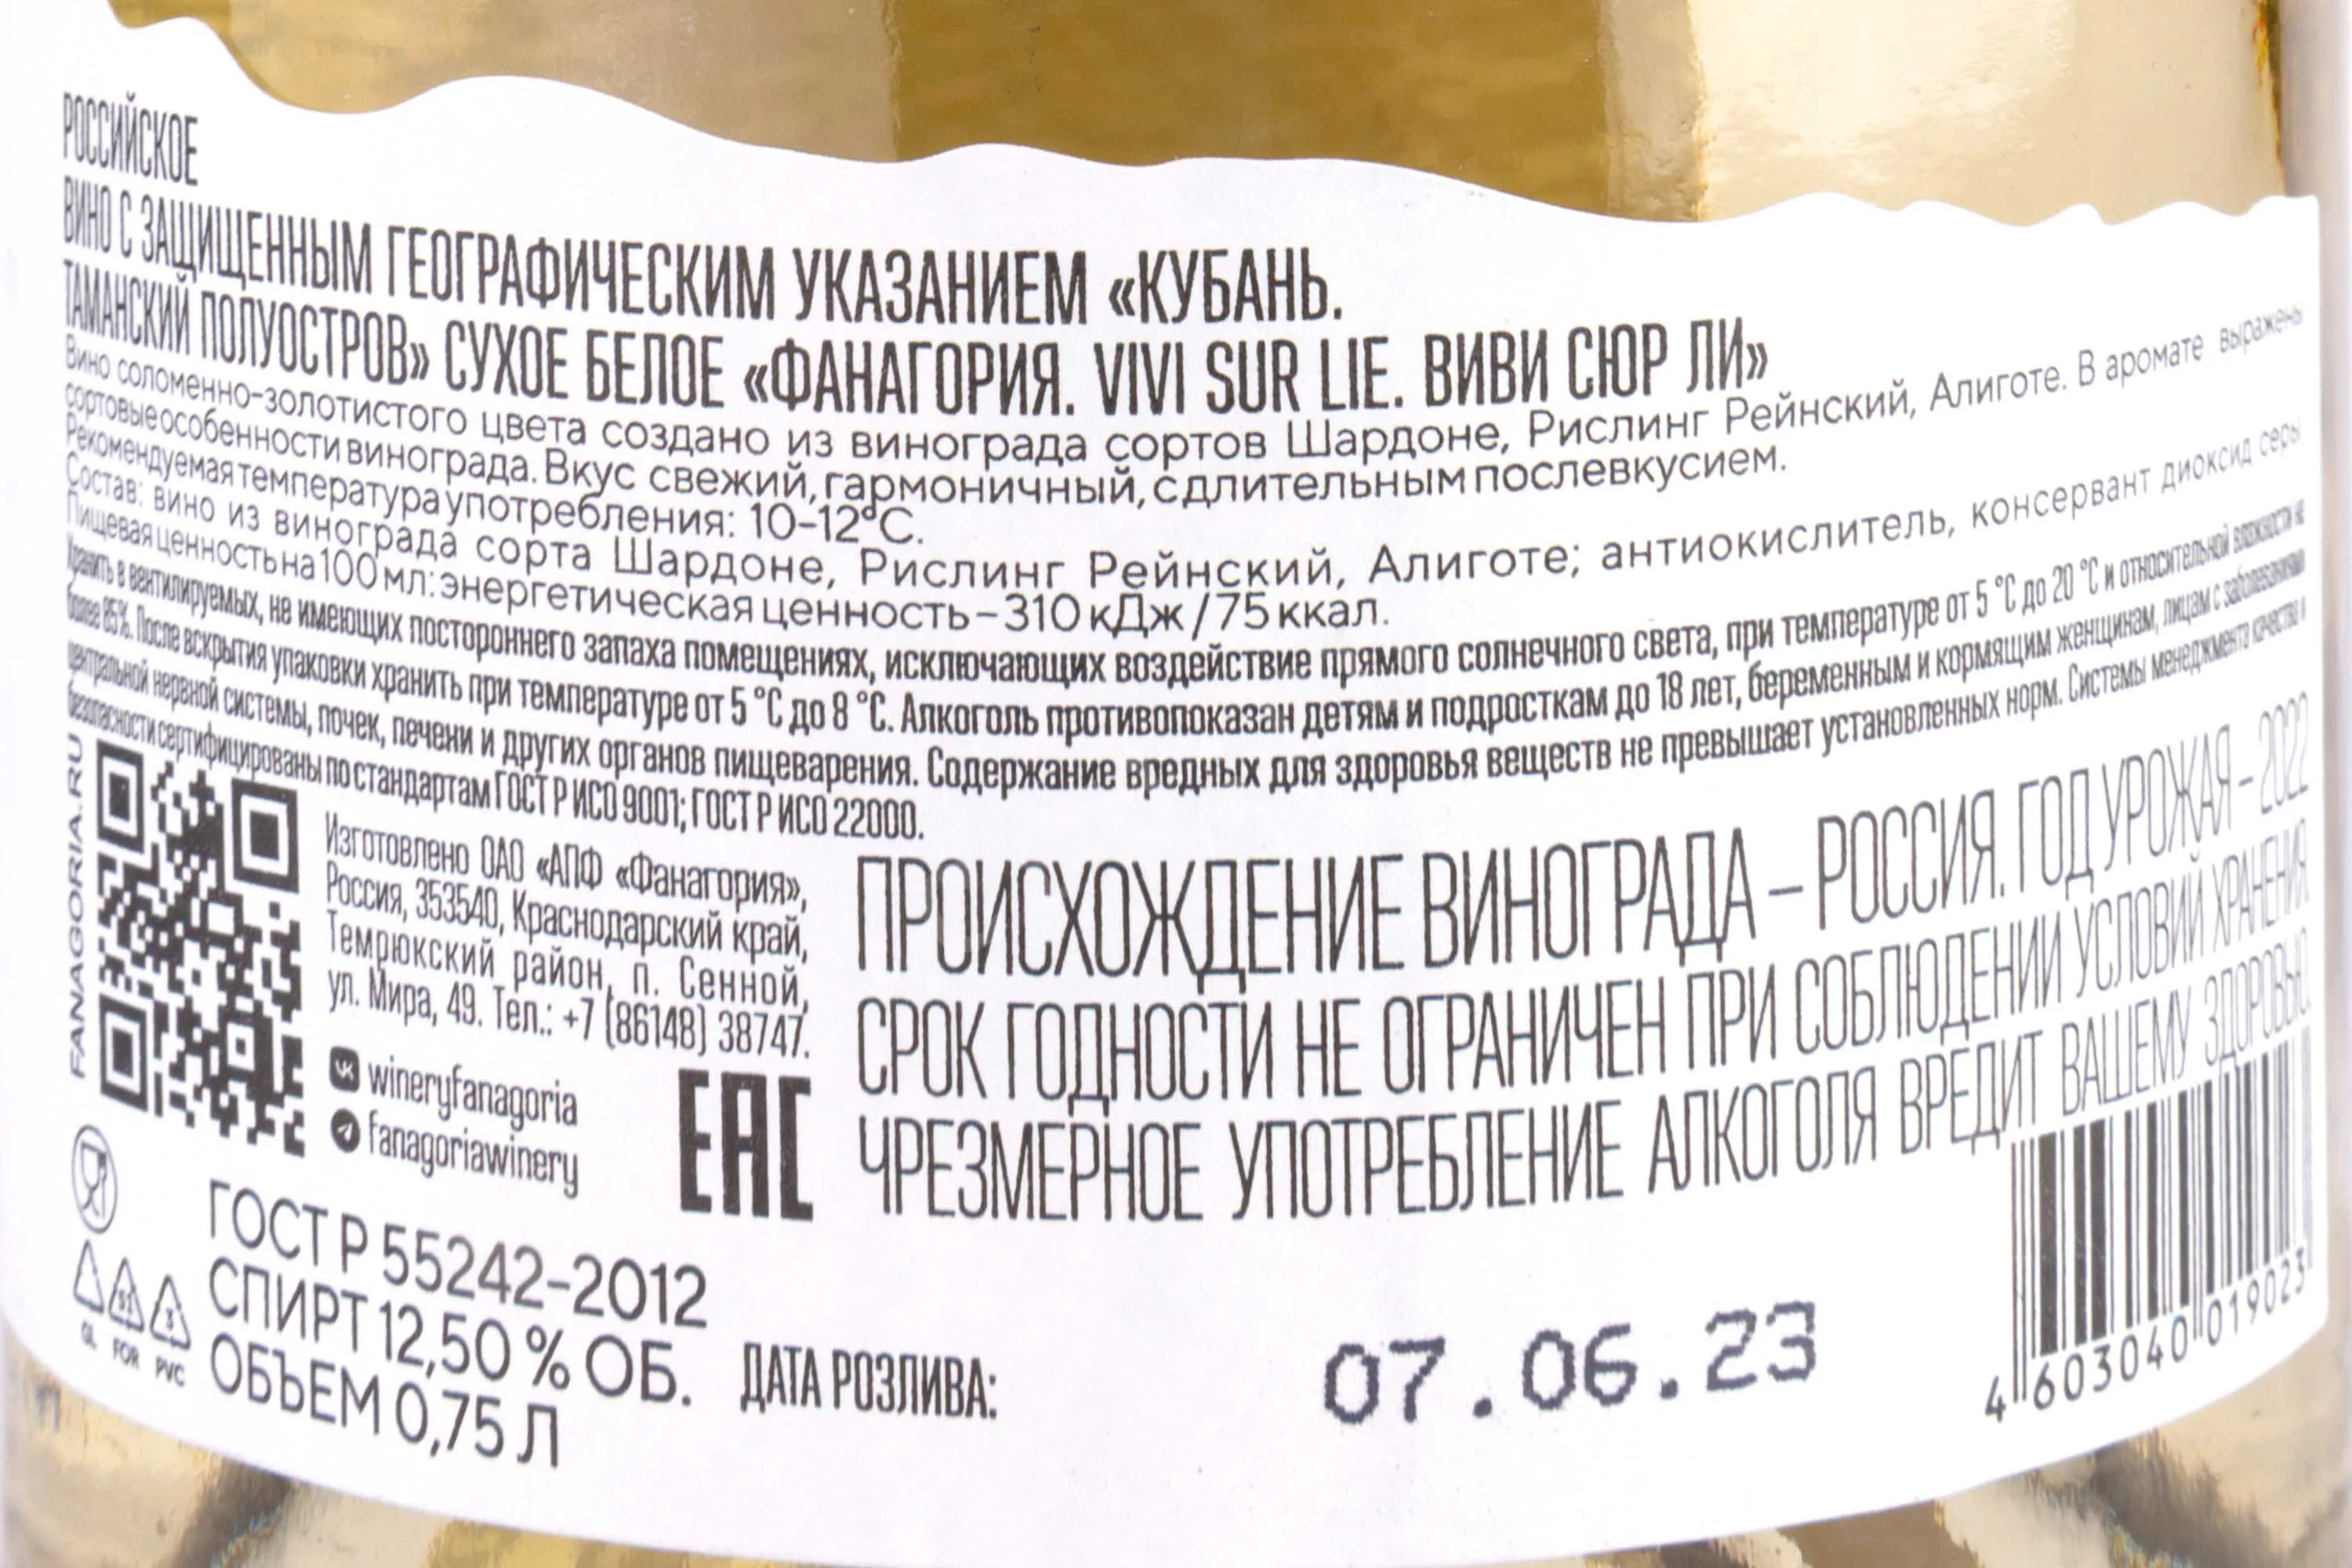 РОССИЙСКОЕ
ВИНО С ЗАЩИЩЕННЫМ ГЕОГРАФИЧЕСКИМ УКАЗАНИЕМ «КУБАНЬ.
ТАМАНСКИЙ ПОЛУОСТРОВ» СУХОЕ БЕЛОЕ «ФАНАГОРИЯ. VIVI SUR LIE. ВИВИ СЮР ЛИ»
Вино соломенно-золотистого цвета создано из винограда сортов Шардоне, Рислинг Рейнский, Алиготе. В аромате выражены
сортовые особенности винограда. Вкус свежий, гармоничный, с длительным послевкусием.
Рекомендуемая температура употребления: 10–12°С.
Состав: вино из винограда сорта Шардоне, Рислинг Рейнский, Алиготе; антиокислитель, консервант диоксид серы
Пищевая ценность на 100 мл: энергетическая ценность – 310 кДж / 75 ккал.
Хранить в вентилируемых, не имеющих постороннего запаха помещениях, исключающих воздействие прямого солнечного света, при температуре от 5 °С до 20 °С и относительной влажности не
более 85%. После вскрытия упаковки хранить при температуре от 5 °С до 8 °С. Алкоголь противопоказан детям и подросткам до 18 лет, беременным и кормящим женщинам, лицам с заболеваниями
центральной нервной системы, почек, печени и других органов пищеварения. Содержание вредных для здоровья веществ не превышает установленных норм. Системы менеджмента качества и
безопасности сертифицированы по стандартам ГОСТ Р ИСО 9001; ГОСТ Р ИСО 22000.
FANAGORIA.RU
Изготовлено ОАО «АПФ «Фанагория»,
Россия, 353540, Краснодарский край,
Темрюкский район, п. Сенной,
ул. Мира, 49. Тел.: +7 (86148) 38747.
winery​fanagoria
fanagoriawinery
EAC
ПРОИСХОЖДЕНИЕ ВИНОГРАДА – РОССИЯ. ГОД УРОЖАЯ – 2022
СРОК ГОДНОСТИ НЕ ОГРАНИЧЕН ПРИ СОБЛЮДЕНИИ УСЛОВИЙ ХРАНЕНИЯ
ЧРЕЗМЕРНОЕ УПОТРЕБЛЕНИЕ АЛКОГОЛЯ ВРЕДИТ ВАШЕМУ ЗДОРОВЬЮ.
ГОСТ Р 55242-2012
СПИРТ 12,50 % ОБ.
ОБЪЕМ 0,75 Л
GL FOR PVC
ДАТА РОЗЛИВА:
07.06.23
4 603040 019023